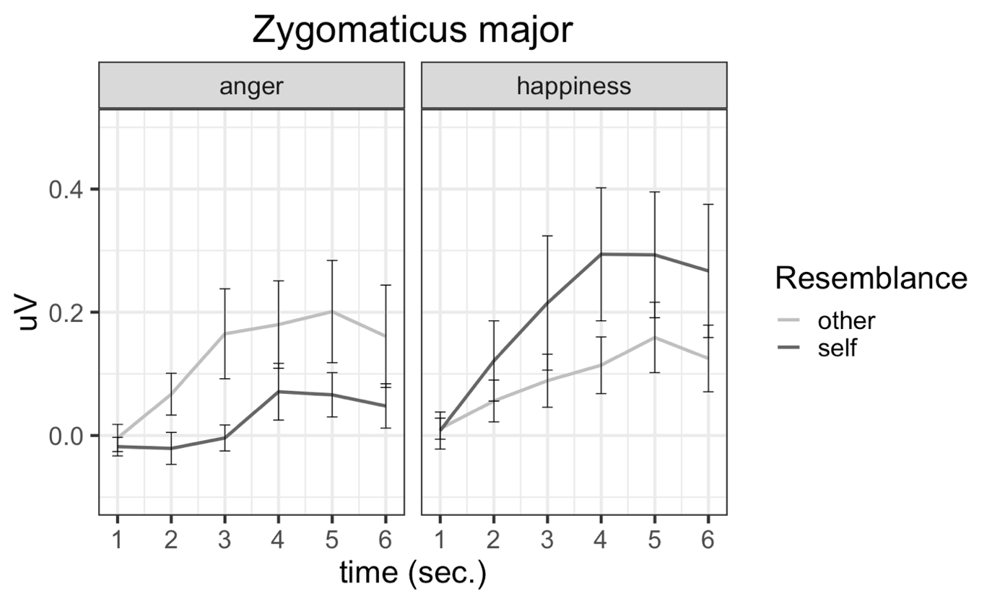 Zygomaticus major
anger happiness
0.4
0.2
0.0
uV
1 2 3 4 5 6 1 2 3 4 5 6
time (sec.)
Resemblance
other
self